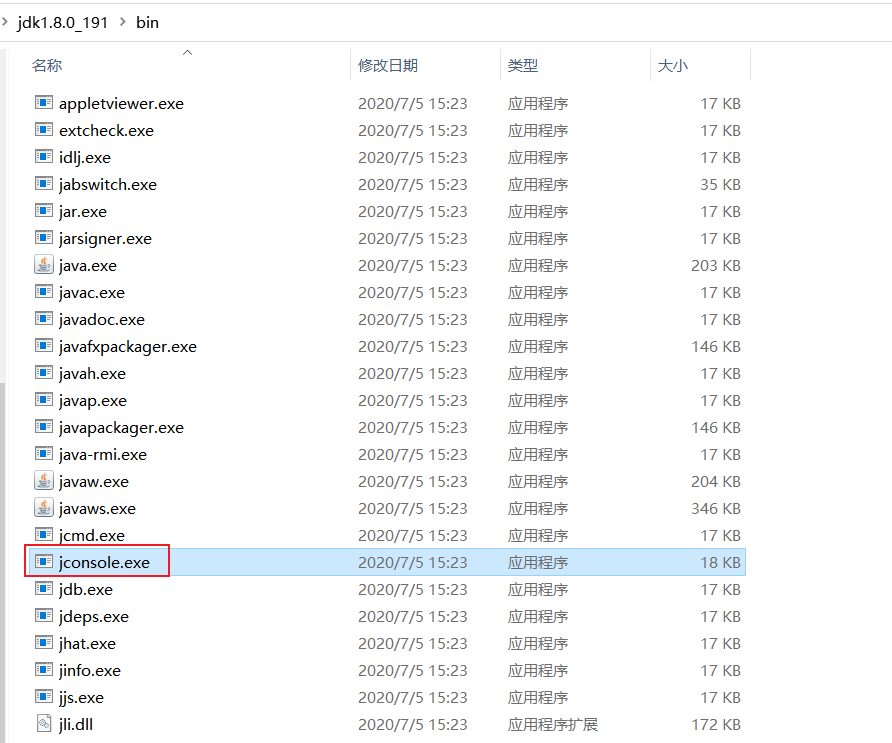 jdk1.8.0_191 > bin
名称 修改日期 类型 大小
appletviewer.exe 2020/7/5 15:23 应用程序 17 KB
extcheck.exe 2020/7/5 15:23 应用程序 17 KB
idlj.exe 2020/7/5 15:23 应用程序 17 KB
jabswitch.exe 2020/7/5 15:23 应用程序 35 KB
jar.exe 2020/7/5 15:23 应用程序 17 KB
jarsigner.exe 2020/7/5 15:23 应用程序 17 KB
java.exe 2020/7/5 15:23 应用程序 203 KB
javac.exe 2020/7/5 15:23 应用程序 17 KB
javadoc.exe 2020/7/5 15:23 应用程序 17 KB
javafxpackager.exe 2020/7/5 15:23 应用程序 146 KB
javah.exe 2020/7/5 15:23 应用程序 17 KB
javap.exe 2020/7/5 15:23 应用程序 17 KB
javapackager.exe 2020/7/5 15:23 应用程序 146 KB
java-rmi.exe 2020/7/5 15:23 应用程序 17 KB
javaw.exe 2020/7/5 15:23 应用程序 204 KB
javaws.exe 2020/7/5 15:23 应用程序 346 KB
jcmd.exe 2020/7/5 15:23 应用程序 17 KB
jconsole.exe 2020/7/5 15:23 应用程序 18 KB
jdb.exe 2020/7/5 15:23 应用程序 17 KB
jdeps.exe 2020/7/5 15:23 应用程序 17 KB
jhat.exe 2020/7/5 15:23 应用程序 17 KB
jinfo.exe 2020/7/5 15:23 应用程序 17 KB
jjs.exe 2020/7/5 15:23 应用程序 17 KB
jli.dll 2020/7/5 15:23 应用程序扩展 172 KB